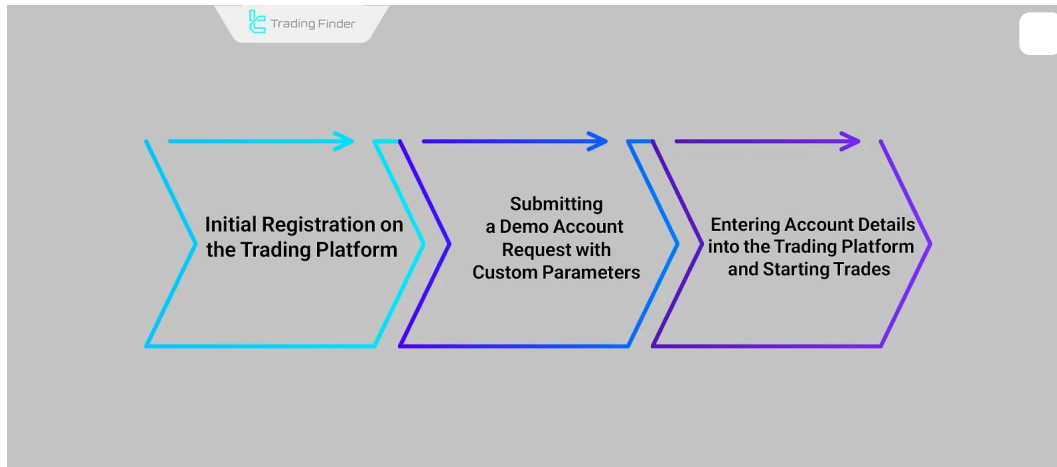 Trading Finder
Initial Registration on
the Trading Platform
Submitting
a Demo Account
Request with
Custom Parameters
Entering Account Details
into the Trading Platform
and Starting Trades